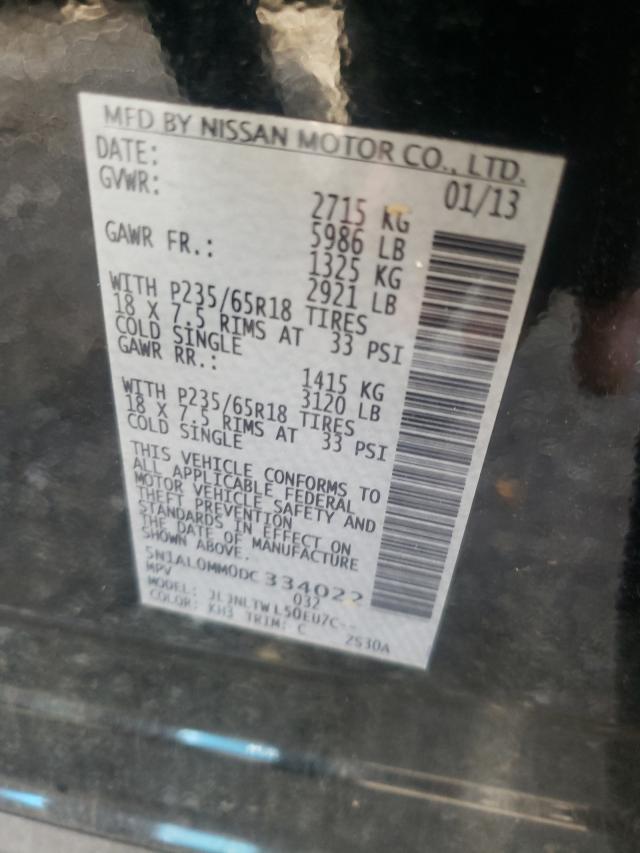 MFD BY NISSAN MOTOR CO., LTD.
DATE: 01/13
GVWR: 2715 KG
5986 LB
GAWR FR.: 1325 KG
2921 LB
WITH P235/65R18 TIRES
18 X 7.5 RIMS AT 33 PSI
COLD SINGLE
GAWR RR.: 1415 KG
3120 LB
WITH P235/65R18 TIRES
18 X 7.5 RIMS AT 33 PSI
COLD SINGLE
THIS VEHICLE CONFORMS TO
ALL APPLICABLE FEDERAL
MOTOR VEHICLE SAFETY AND
THEFT PREVENTION
STANDARDS IN EFFECT ON
THE DATE OF MANUFACTURE
SHOWN ABOVE.
5N1AL0MM0DC334022
MPV 032
MODEL: JLJNLTWL50EU7C--
COLOR: KH3 TRIM: C ZS30A